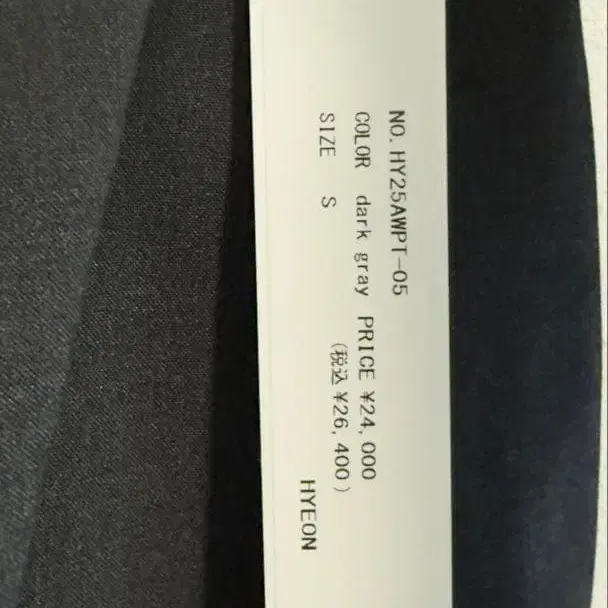 NO. HY25AWPT-05
COLOR dark gray PRICE ¥24,000
SIZE S (税込¥26,400)
HYEON